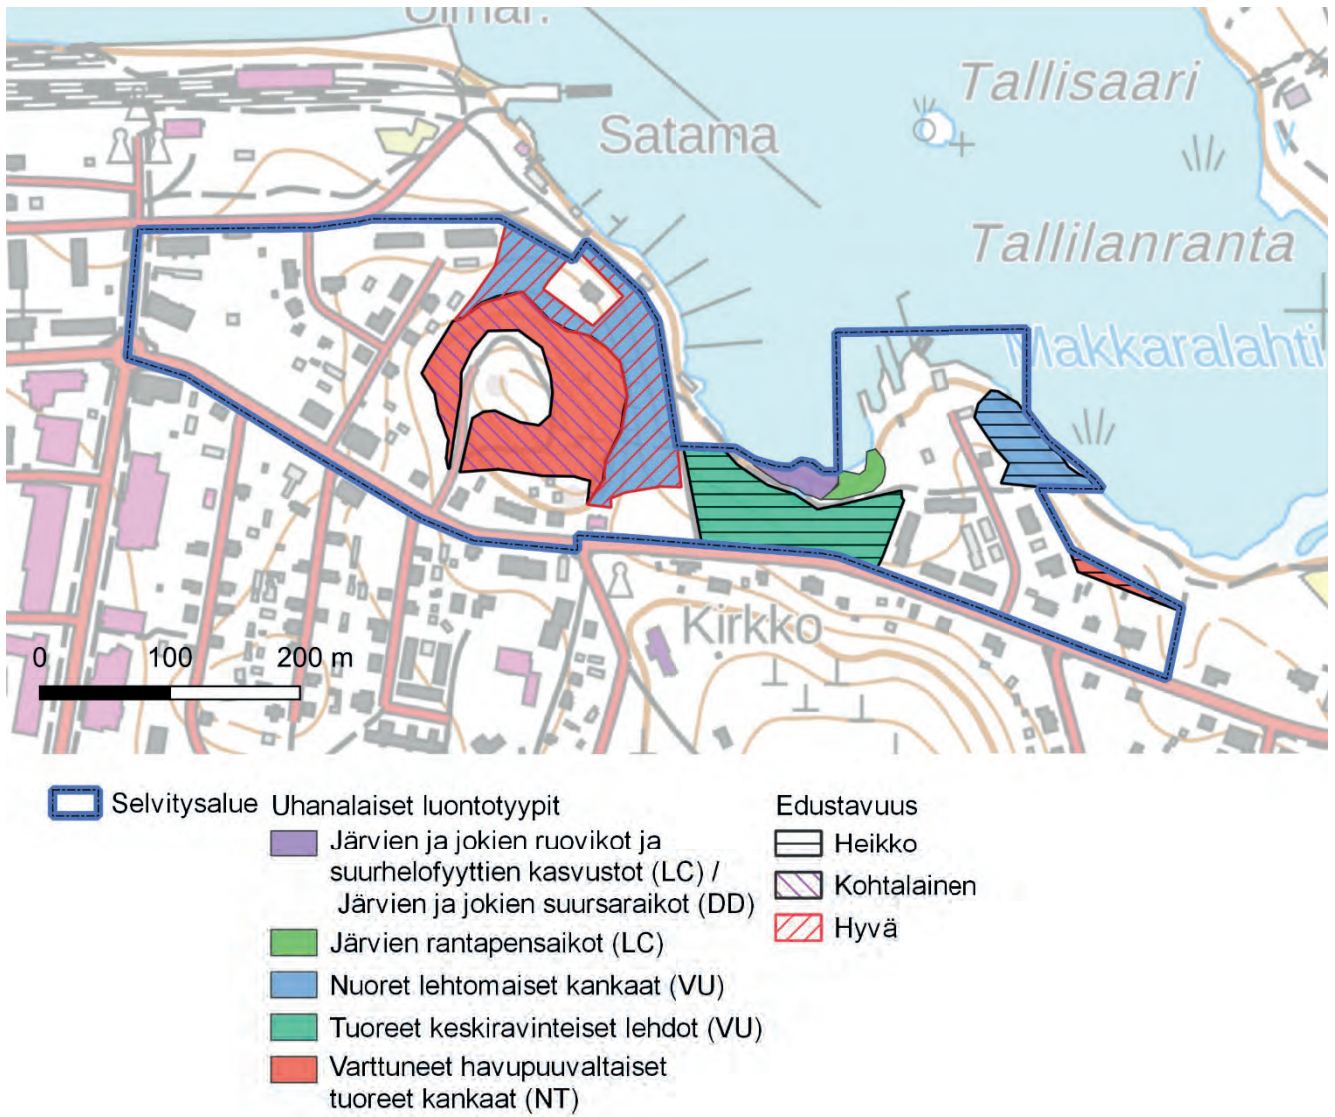 Tallisaari
Satama
Tallilanranta
Makkaralahti
Kirkko
0 100 200 m
Selvitysalue
Uhanalaiset luontotyypit
Järvien ja jokien ruovikot ja
suurhelofyyttien kasvustot (LC) /
Järvien ja jokien suursaraikot (DD)
Järvien rantapensaikot (LC)
Nuoret lehtomaiset kankaat (VU)
Tuoreet keskiravinteiset lehdot (VU)
Varttuneet havupuuvaltaiset
tuoreet kankaat (NT)
Edustavuus
Heikko
Kohtalainen
Hyvä